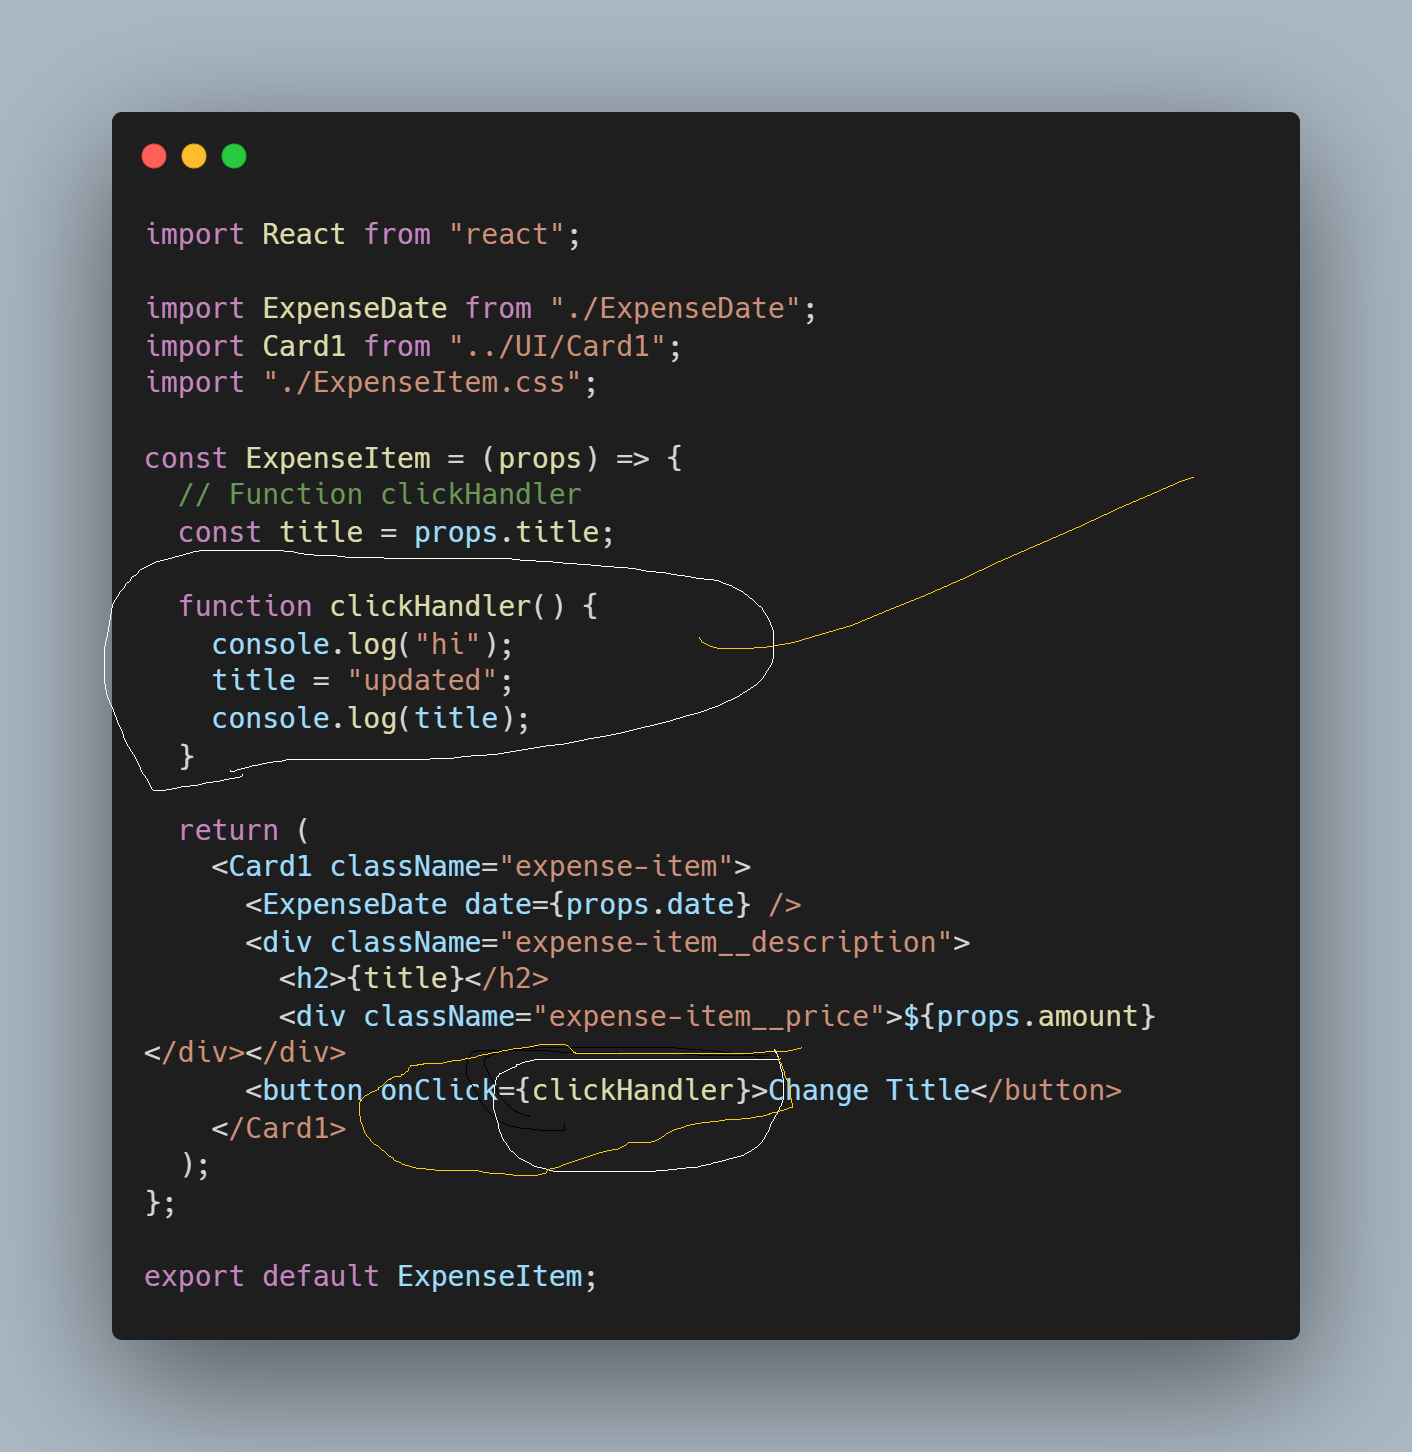 import React from "react";
import ExpenseDate from "./ExpenseDate";
import Card1 from "../UI/Card1";
import "./ExpenseItem.css";
const ExpenseItem = (props) => {
// Function clickHandler
const title = props.title;
function clickHandler() {
console.log("hi");
title = "updated";
console.log(title);
}
return (
<Card1 className="expense-item">
<ExpenseDate date={props.date} />
<div className="expense-item__description">
<h2>{title}</h2>
<div className="expense-item__price">${props.amount}
</div></div>
<button onClick={clickHandler}>Change Title</button>
</Card1>
);
};
export default ExpenseItem;